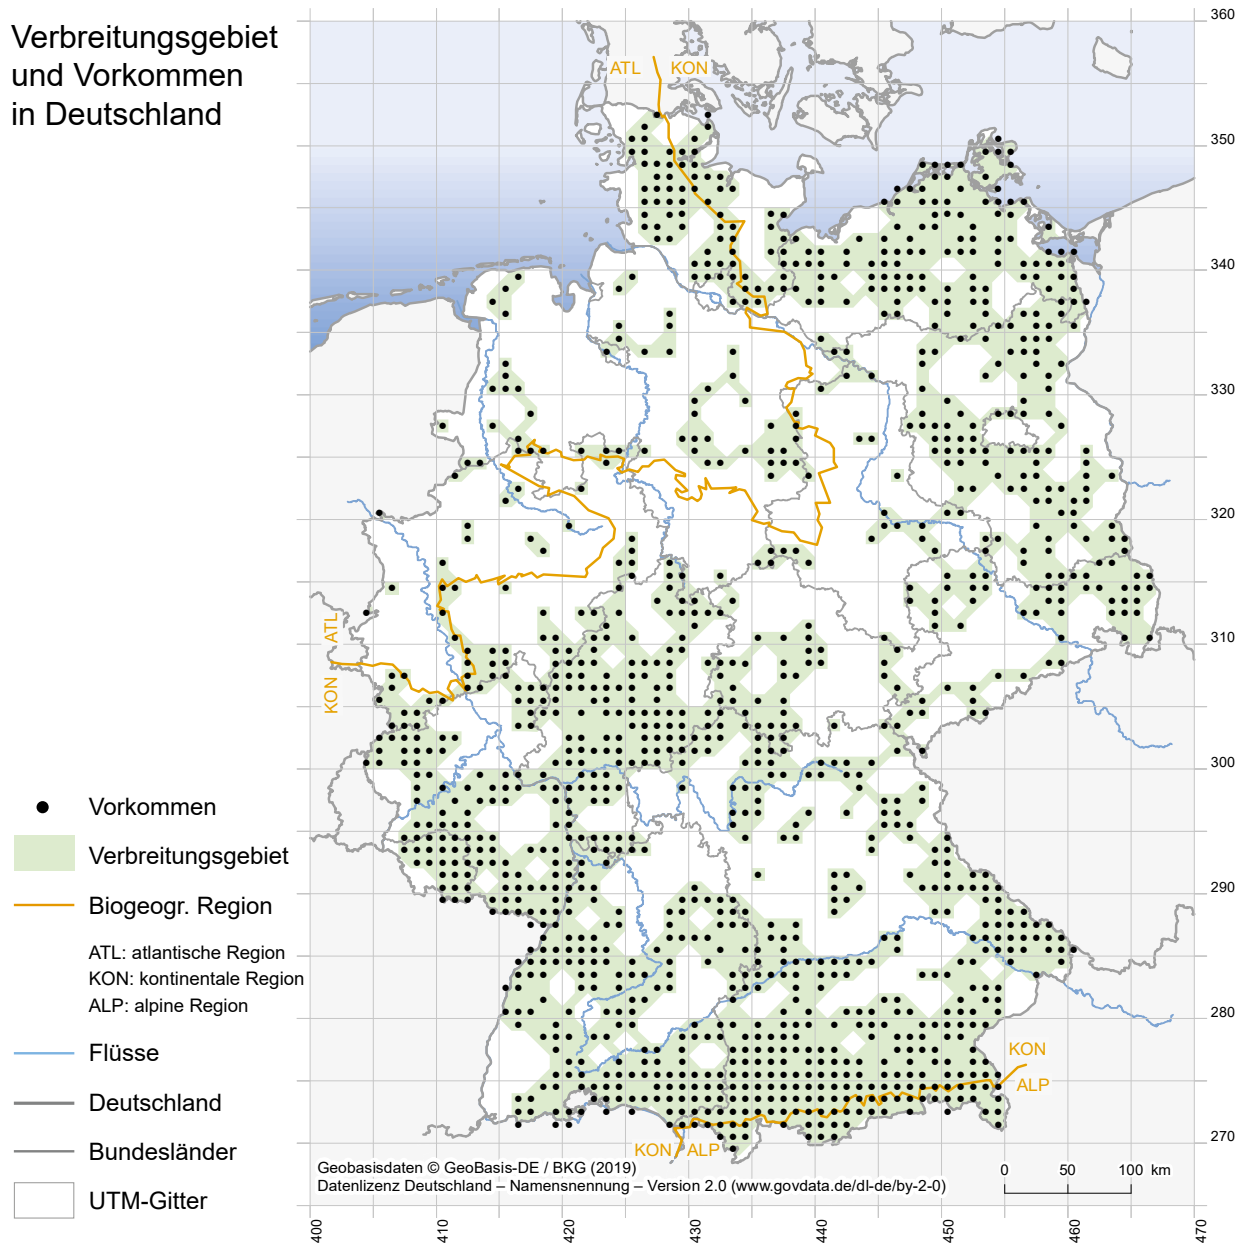 Verbreitungsgebiet
und Vorkommen
in Deutschland
ATL KON
360
350
340
330
320
310
300
290
280
270
ATL
KON
Vorkommen
Verbreitungsgebiet
Biogeogr. Region
ATL: atlantische Region
KON: kontinentale Region
ALP: alpine Region
Flüsse
Deutschland
Bundesländer
UTM-Gitter
KON
ALP
KON ALP
Geobasisdaten © GeoBasis-DE / BKG (2019)
Datenlizenz Deutschland – Namensnennung – Version 2.0 (www.govdata.de/dl-de/by-2-0)
0 50 100 km
400 410 420 430 440 450 460 470